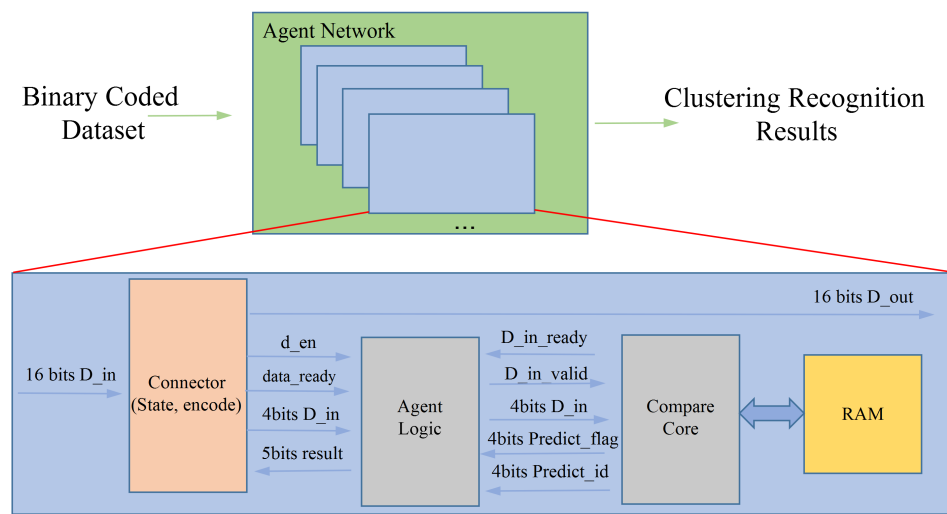 Agent Network
Binary Coded
Dataset
Clustering Recognition
Results
...
16 bits D_out
16 bits D_in
Connector
(State, encode)
d_en
data_ready
4bits D_in
5bits result
Agent
Logic
D_in_ready
D_in_valid
4bits D_in
4bits Predict_flag
4bits Predict_id
Compare
Core
RAM